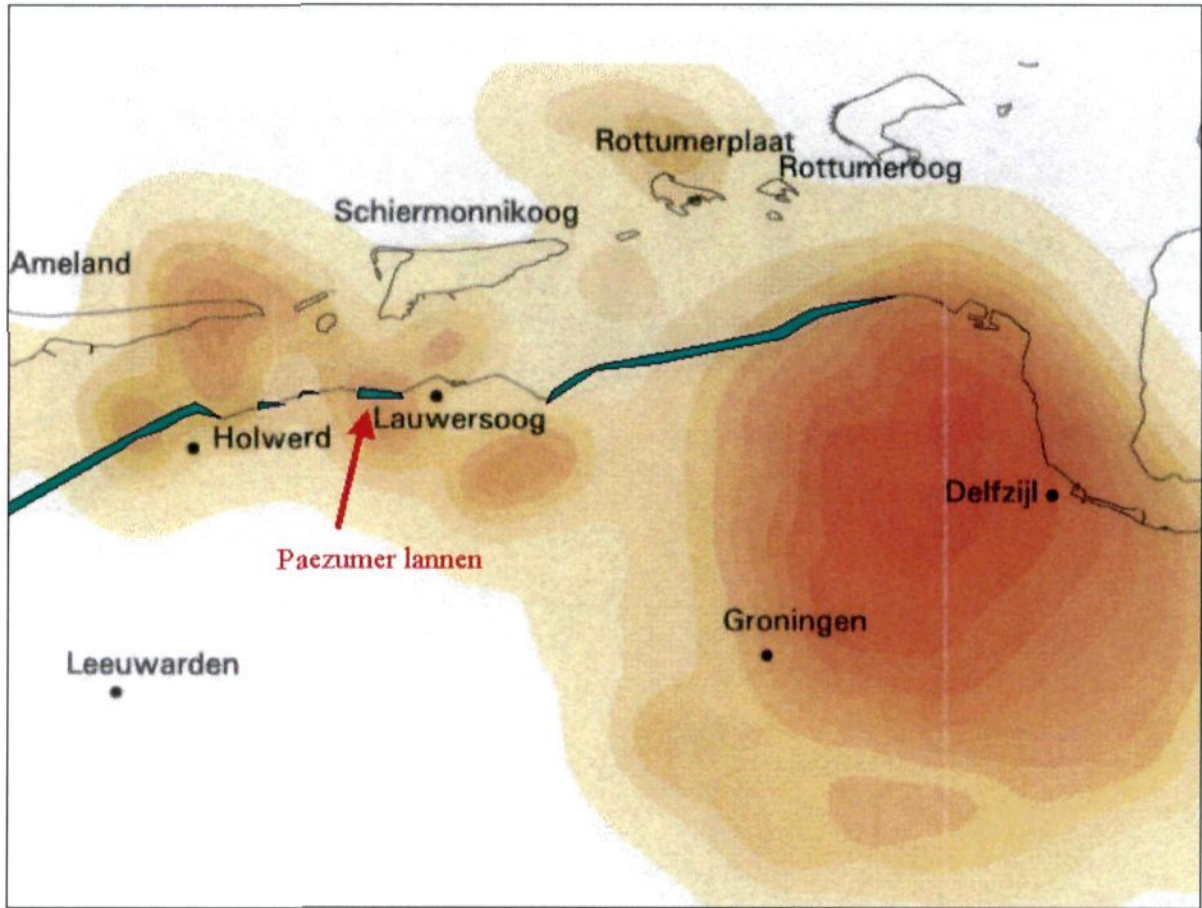 Rottumerplaat
Rottumeroog
Schiermonnikoog
Ameland
Lauwersoog
Holwerd
Delfzijl
Paezumer lannen
Groningen
Leeuwarden